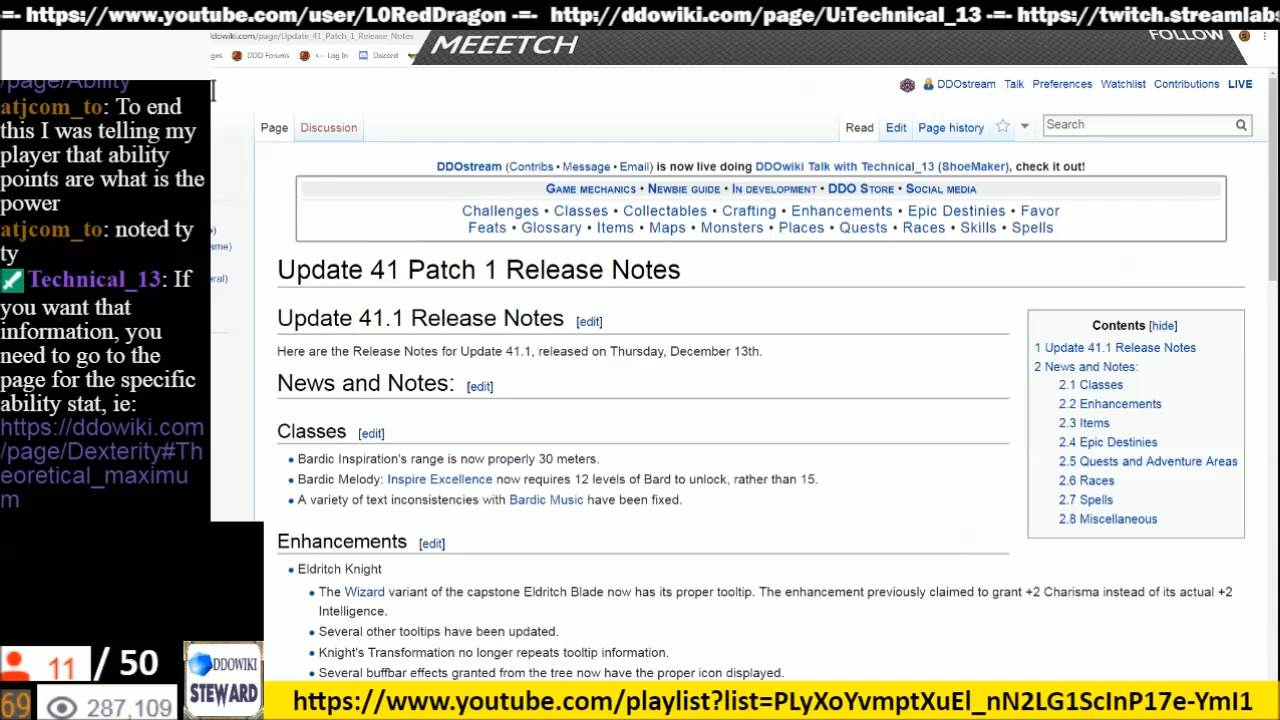 =- https://www.youtube.com/user/L0RedDragon -=- http://ddowiki.com/page/U:Technical_13 -=- https://twitch.streamlabs
ddowiki.com/page/Update_41_Patch_1_Release_Notes
MEEETCH
FOLLOW
ges DDO Forums <-- Log In Discord
/page/Ability
atjcom_to: To end
this I was telling my
player that ability
points are what is the
power
atjcom_to: noted ty
ty
Technical_13: If
you want that
information, you
need to go to the
page for the specific
ability stat, ie:
https://ddowiki.com
/page/Dexterity#Th
eoretical_maximu
m
DDOstream Talk Preferences Watchlist Contributions LIVE
Page Discussion Read Edit Page history Search
DDOstream (Contribs • Message • Email) is now live doing DDOwiki Talk with Technical_13 (ShoeMaker), check it out!
Game mechanics • Newbie guide • In development • DDO Store • Social media
Challenges • Classes • Collectables • Crafting • Enhancements • Epic Destinies • Favor
Feats • Glossary • Items • Maps • Monsters • Places • Quests • Races • Skills • Spells
Update 41 Patch 1 Release Notes
Update 41.1 Release Notes [edit]
Here are the Release Notes for Update 41.1, released on Thursday, December 13th.
News and Notes: [edit]
Classes [edit]
• Bardic Inspiration's range is now properly 30 meters.
• Bardic Melody: Inspire Excellence now requires 12 levels of Bard to unlock, rather than 15.
• A variety of text inconsistencies with Bardic Music have been fixed.
Enhancements [edit]
• Eldritch Knight
• The Wizard variant of the capstone Eldritch Blade now has its proper tooltip. The enhancement previously claimed to grant +2 Charisma instead of its actual +2
Intelligence.
• Several other tooltips have been updated.
• Knight's Transformation no longer repeats tooltip information.
• Several buffbar effects granted from the tree now have the proper icon displayed.
Contents [hide]
1 Update 41.1 Release Notes
2 News and Notes:
2.1 Classes
2.2 Enhancements
2.3 Items
2.4 Epic Destinies
2.5 Quests and Adventure Areas
2.6 Races
2.7 Spells
2.8 Miscellaneous
ame)
eral)
11 / 50
69 287,109
DDOWIKI
STEWARD
https://www.youtube.com/playlist?list=PLyXoYvmptXuEl_nN2LG1ScInP17e-YmI1